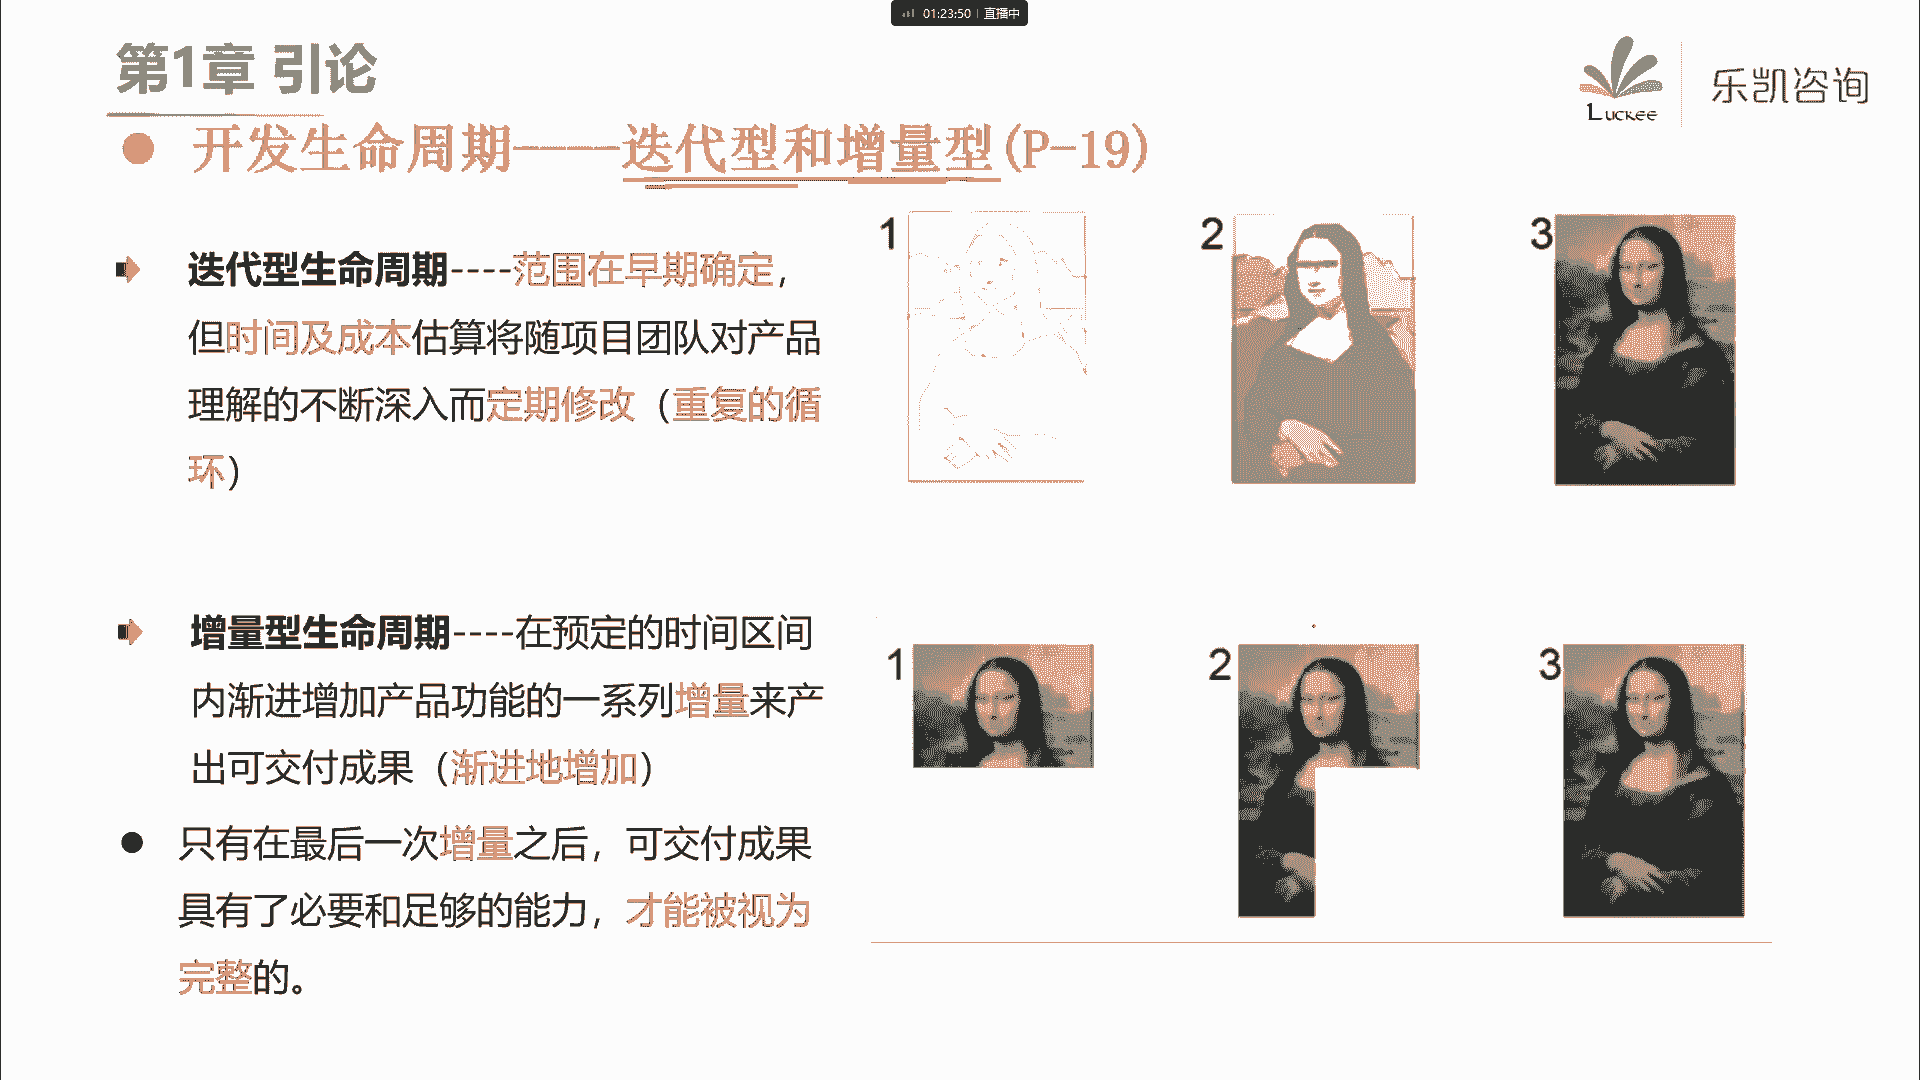 01:23:50 | 直播中
第1章 引论
Luckee
乐凯咨询
开发生命周期——迭代型和增量型(P-19)
迭代型生命周期----范围在早期确定，
但时间及成本估算将随项目团队对产品
理解的不断深入而定期修改（重复的循
环）
1
2
3
增量型生命周期----在预定的时间区间
内渐进增加产品功能的一系列增量来产
出可交付成果（渐进地增加）
只有在最后一次增量之后，可交付成果
具有了必要和足够的能力，才能被视为
完整的。
1
2
3